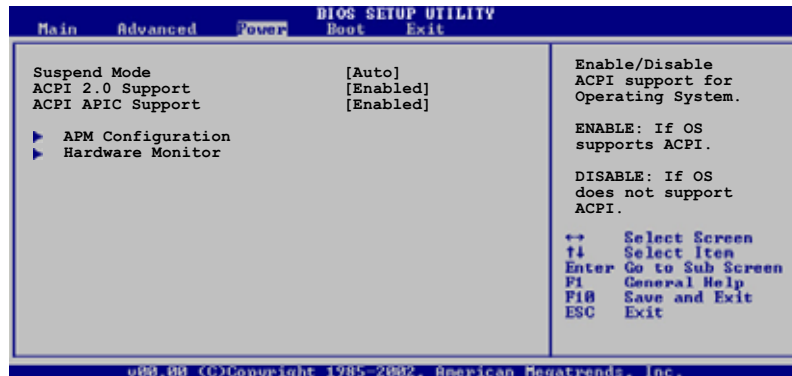 BIOS SETUP UTILITY
Main Advanced Power Boot Exit
Suspend Mode [Auto]
ACPI 2.0 Support [Enabled]
ACPI APIC Support [Enabled]
APM Configuration
Hardware Monitor
Enable/Disable
ACPI support for
Operating System.
ENABLE: If OS
supports ACPI.
DISABLE: If OS
does not support
ACPI.
↔ Select Screen
↑↓ Select Item
Enter Go to Sub Screen
F1 General Help
F10 Save and Exit
ESC Exit
v00.00 (C)Copyright 1985-2002, American Megatrends, Inc.